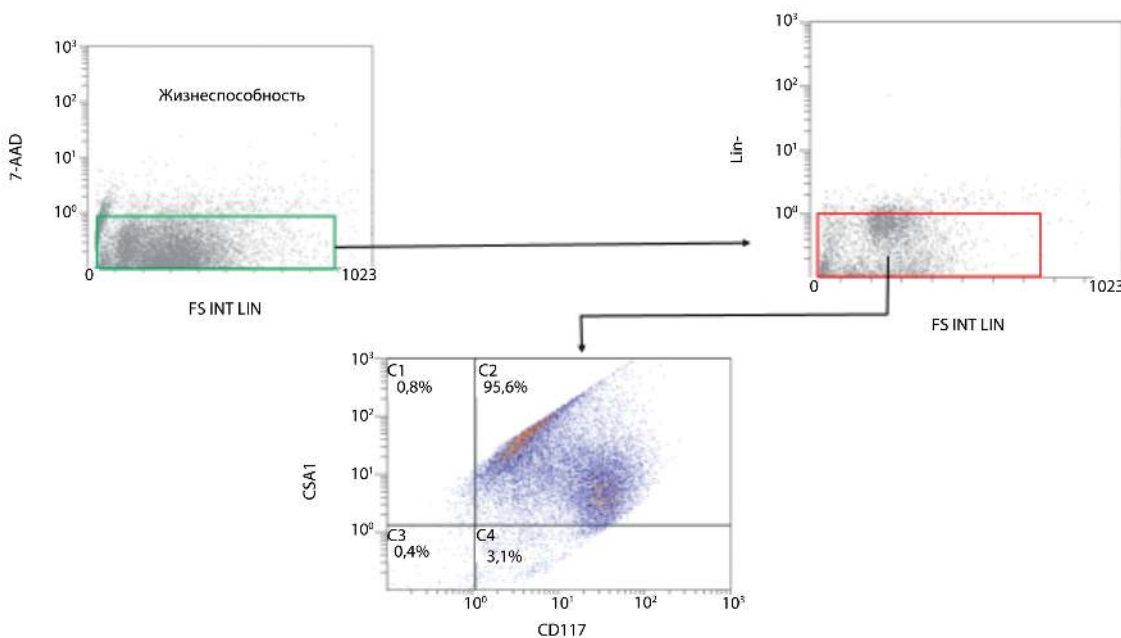 10³
Жизнеспособность
10²
7-AAD
10¹
10⁰
0
1023
FS INT LIN
10³
10²
Lin-
10¹
10⁰
0
1023
FS INT LIN
10³
C1
0,8%
C2
95,6%
10²
CSA1
10¹
10⁰
C3
0,4%
C4
3,1%
10⁰
10¹
10²
10³
CD117